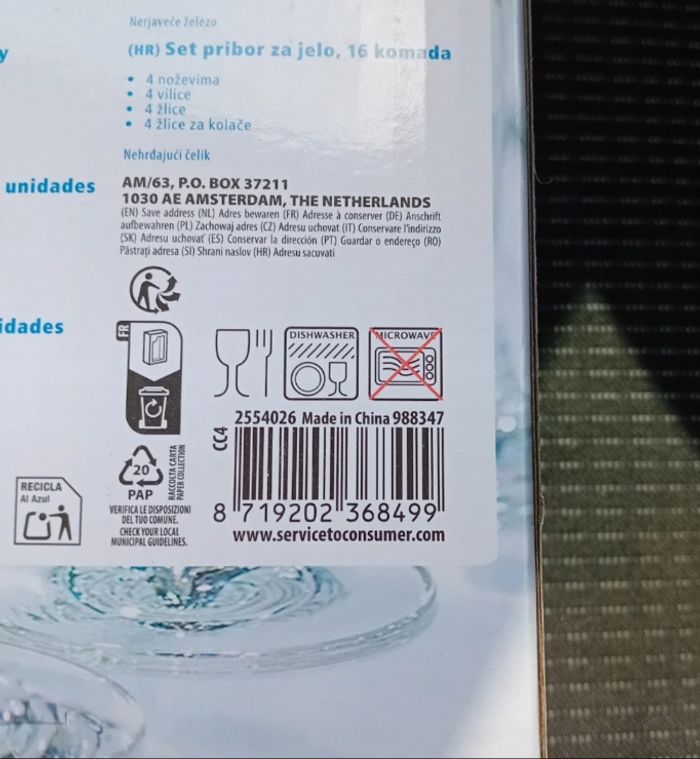 y
Nerjaveče železo
(HR) Set pribor za jelo, 16 komada
• 4 noževima
• 4 vilice
• 4 žlice
• 4 žlice za kolače
Nehrđajući čelik
unidades
AM/63, P.O. BOX 37211
1030 AE AMSTERDAM, THE NETHERLANDS
(EN) Save address (NL) Adres bewaren (FR) Adresse à conserver (DE) Anschrift
aufbewahren (PL) Zachowaj adres (CZ) Adresu uchovat (IT) Conservare l'indirizzo
(SK) Adresu uchovať (ES) Conservar la dirección (PT) Guardar o endereço (RO)
Păstrați adresa (SI) Shrani naslov (HR) Adresu sacuvati
idades
FR
DISHWASHER
MICROWAVE
2554026 Made in China 988347
CC4
8 719202 368499
www.servicetoconsumer.com
20
PAP
RACCOLTA CARTA
PAPER COLLECTION
VERIFICA LE DISPOSIZIONI
DEL TUO COMUNE.
CHECK YOUR LOCAL
MUNICIPAL GUIDELINES.
RECICLA
Al Azul